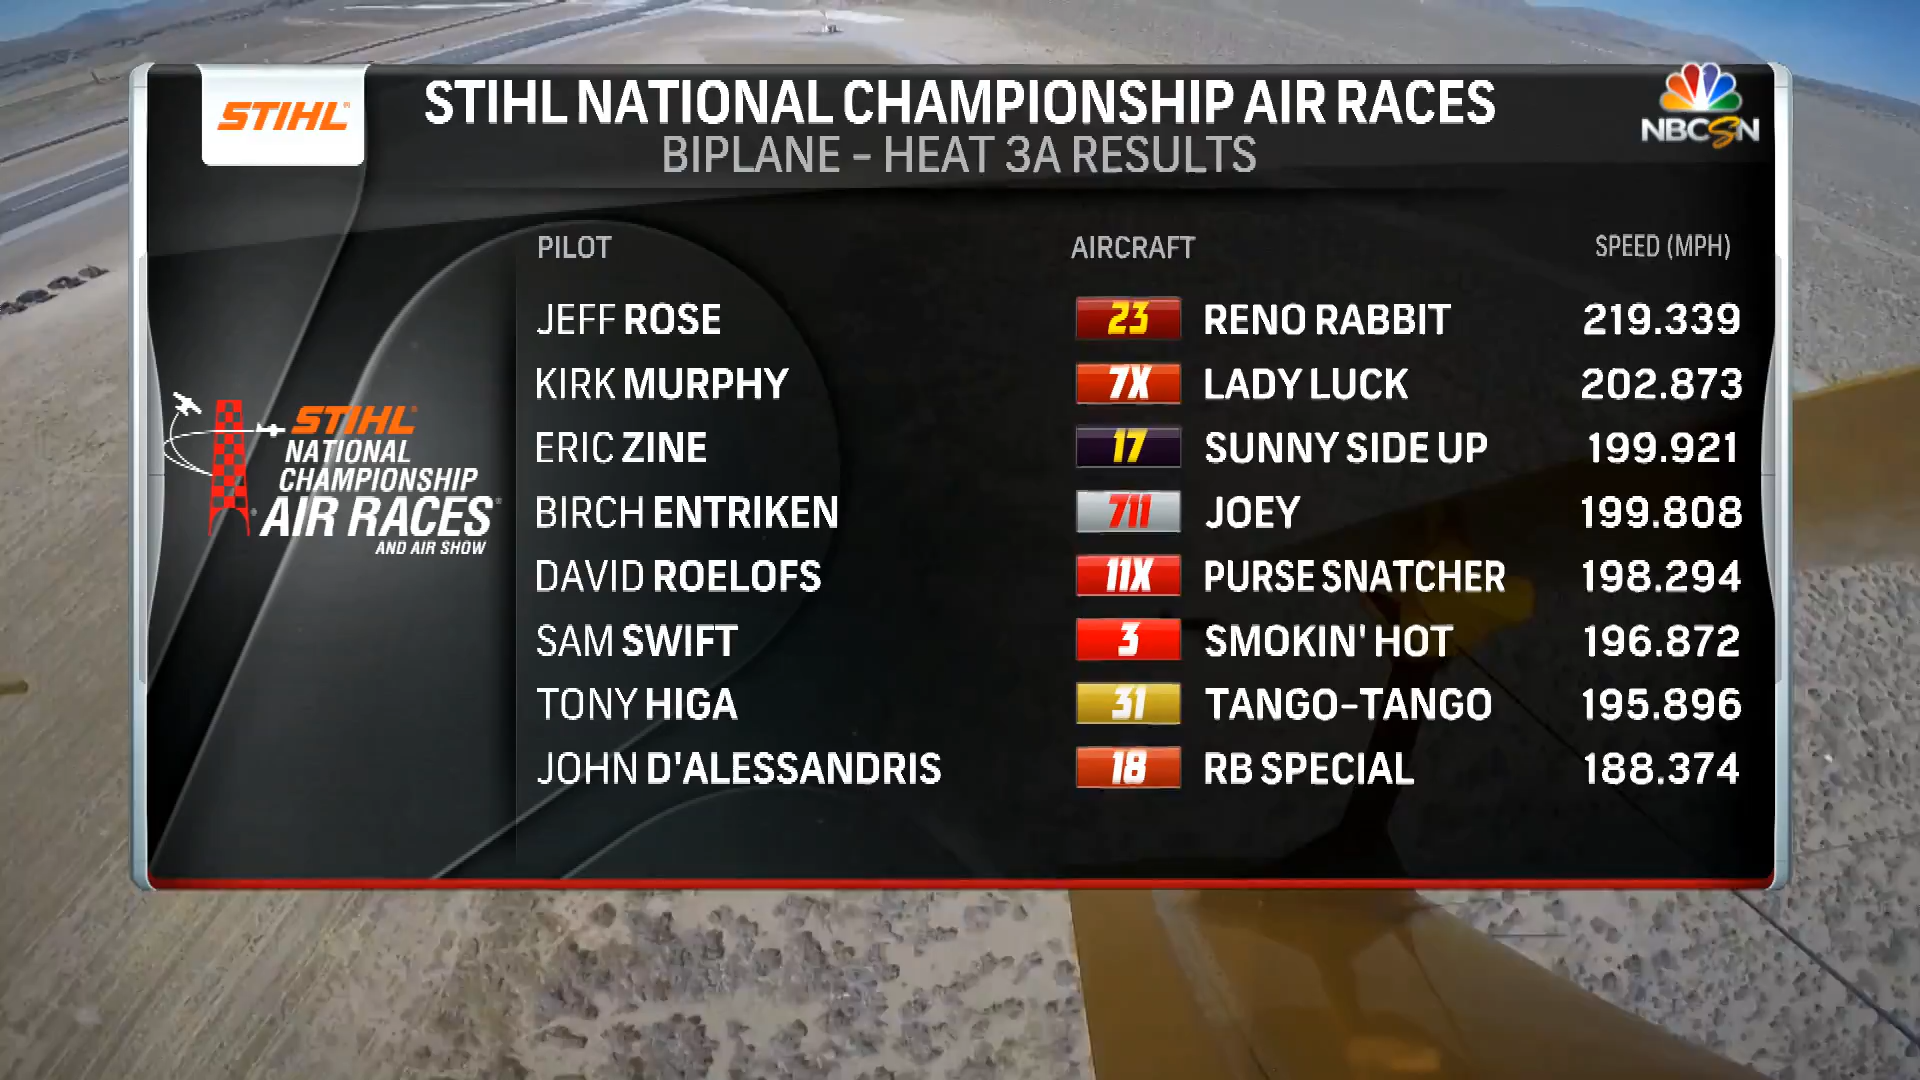 STIHL
STIHL NATIONAL CHAMPIONSHIP AIR RACES
BIPLANE - HEAT 3A RESULTS
NBCSN
PILOT AIRCRAFT SPEED (MPH)
JEFF ROSE 23 RENO RABBIT 219.339
KIRK MURPHY 7X LADY LUCK 202.873
ERIC ZINE 17 SUNNY SIDE UP 199.921
BIRCH ENTRIKEN 711 JOEY 199.808
DAVID ROELOFS 11X PURSE SNATCHER 198.294
SAM SWIFT 3 SMOKIN' HOT 196.872
TONY HIGA 31 TANGO-TANGO 195.896
JOHN D'ALESSANDRIS 18 RB SPECIAL 188.374
STIHL
NATIONAL
CHAMPIONSHIP
AIR RACES
AND AIR SHOW